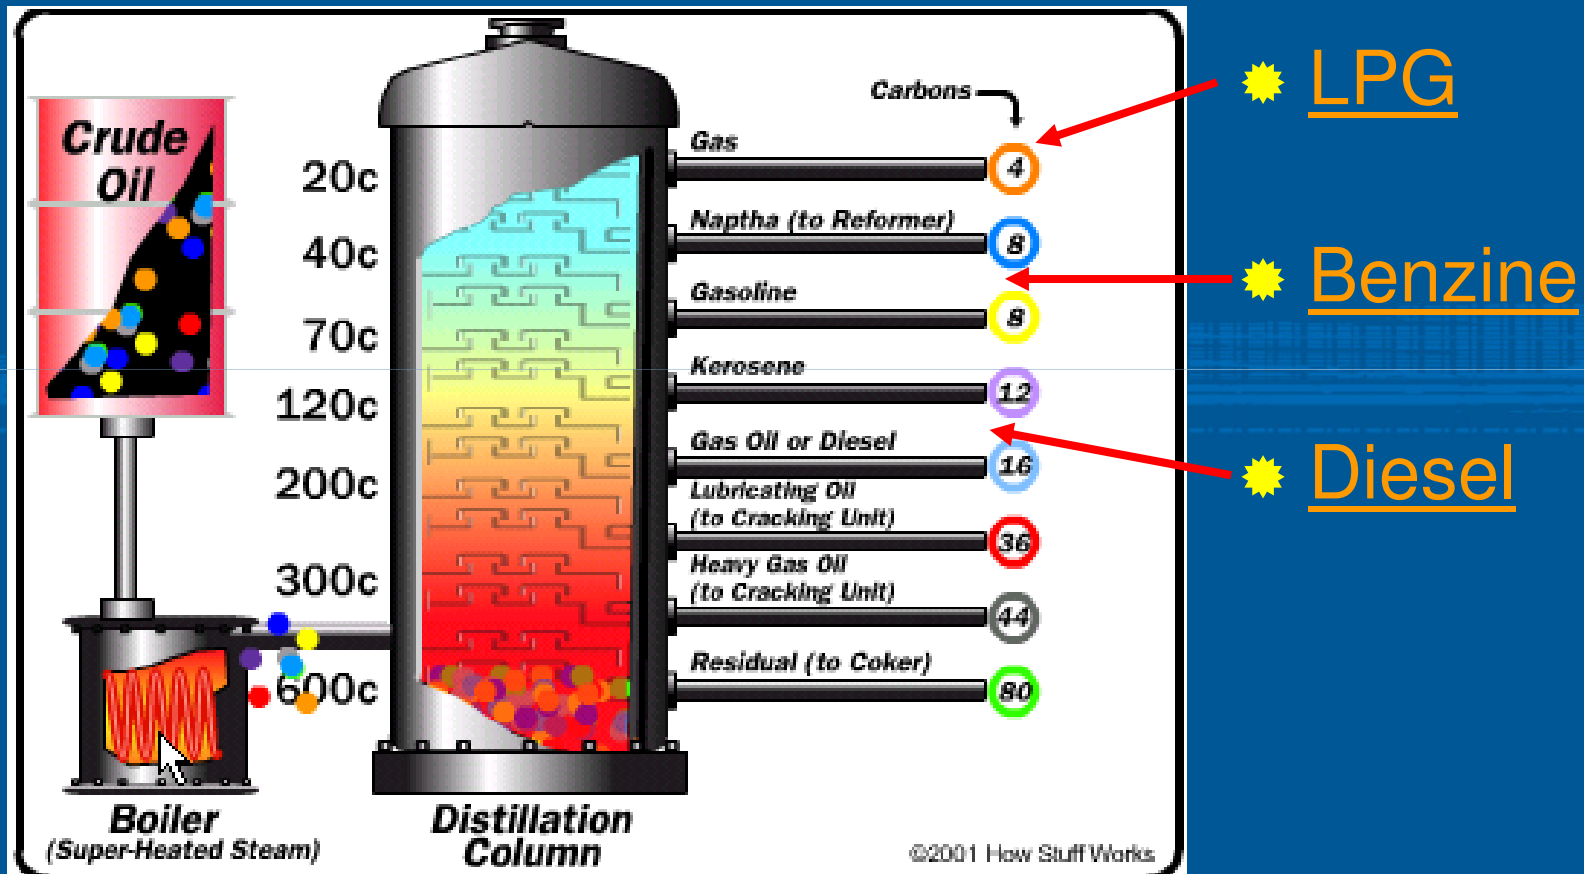 Crude
Oil
20c
40c
70c
120c
200c
300c
600c
Boiler
(Super-Heated Steam)
Distillation
Column
Carbons
Gas
4
Naptha (to Reformer)
8
Gasoline
8
Kerosene
12
Gas Oil or Diesel
16
Lubricating Oil
(to Cracking Unit)
36
Heavy Gas Oil
(to Cracking Unit)
44
Residual (to Coker)
80
©2001 How Stuff Works
LPG
Benzine
Diesel